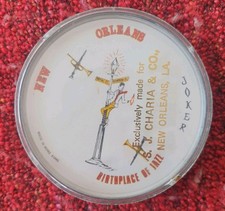 NEW ORLEANS
Exclusively made for
S. J. CHARIA & CO.
NEW ORLEANS, LA.
JOKER
BIRTHPLACE OF JAZZ